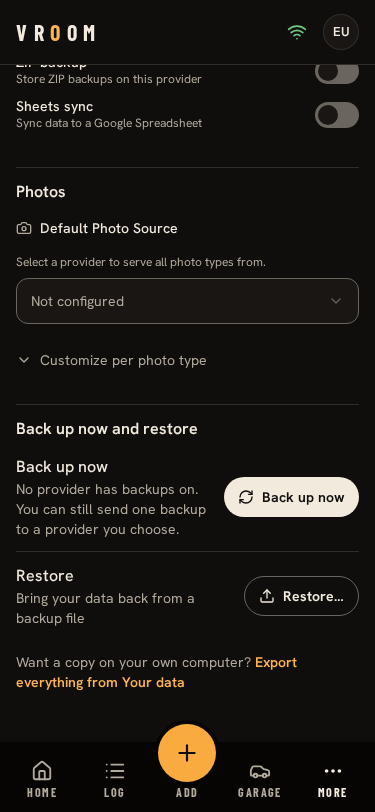 VROOM
EU
ZIP backup
Store ZIP backups on this provider
Sheets sync
Sync data to a Google Spreadsheet
Photos
Default Photo Source
Select a provider to serve all photo types from.
Not configured
Customize per photo type
Back up now and restore
Back up now
No provider has backups on.
You can still send one backup
to a provider you choose.
Back up now
Restore
Bring your data back from a
backup file
Restore...
Want a copy on your own computer? Export
everything from Your data
HOME
LOG
ADD
GARAGE
MORE